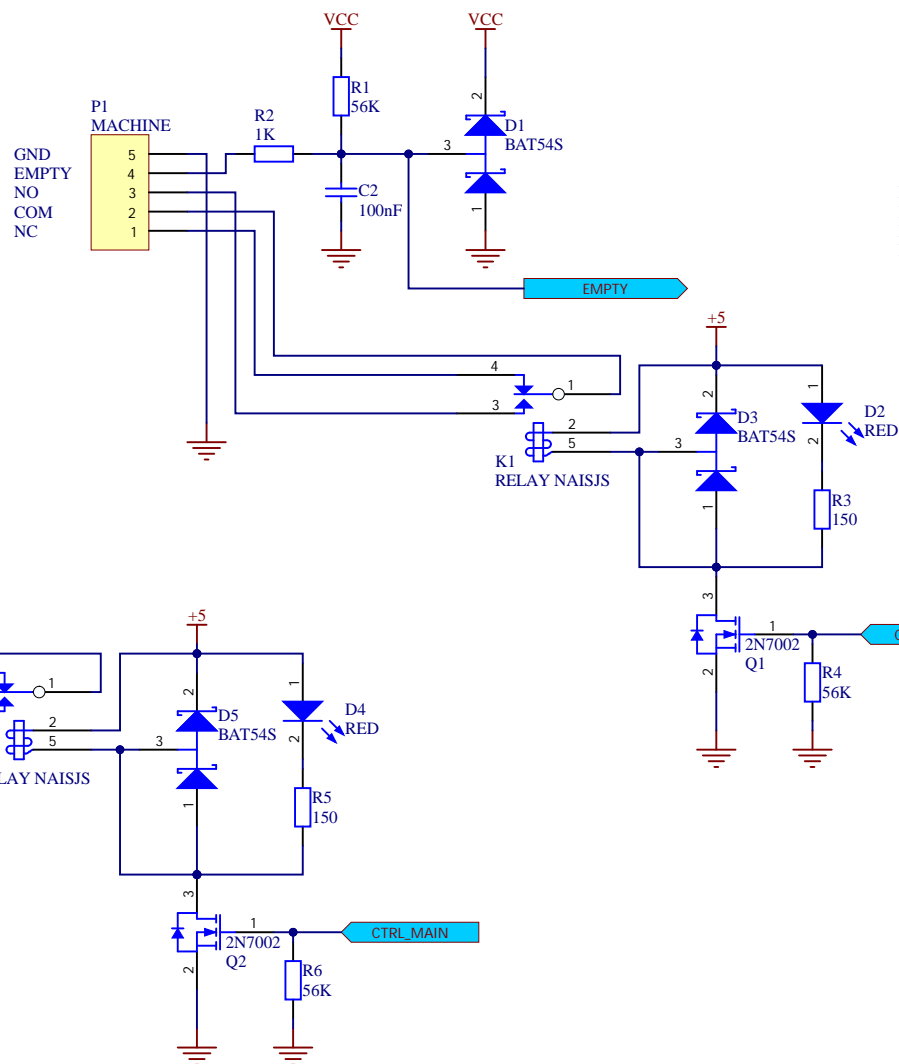 VCC
VCC
R1
56K
2
P1
MACHINE
R2
1K
D1
BAT54S
3
GND
5
EMPTY
4
NO
3
COM
2
NC
1
C2
100nF
1
EMPTY
+5
4
1
3
2
5
K1
RELAY NAISJS
2
3
D3
BAT54S
1
1
D2
RED
2
R3
150
3
1
2N7002
Q1
2
R4
56K
+5
1
2
5
LAY NAISJS
2
3
D5
BAT54S
1
1
D4
RED
2
R5
150
3
1
2N7002
Q2
2
CTRL_MAIN
R6
56K